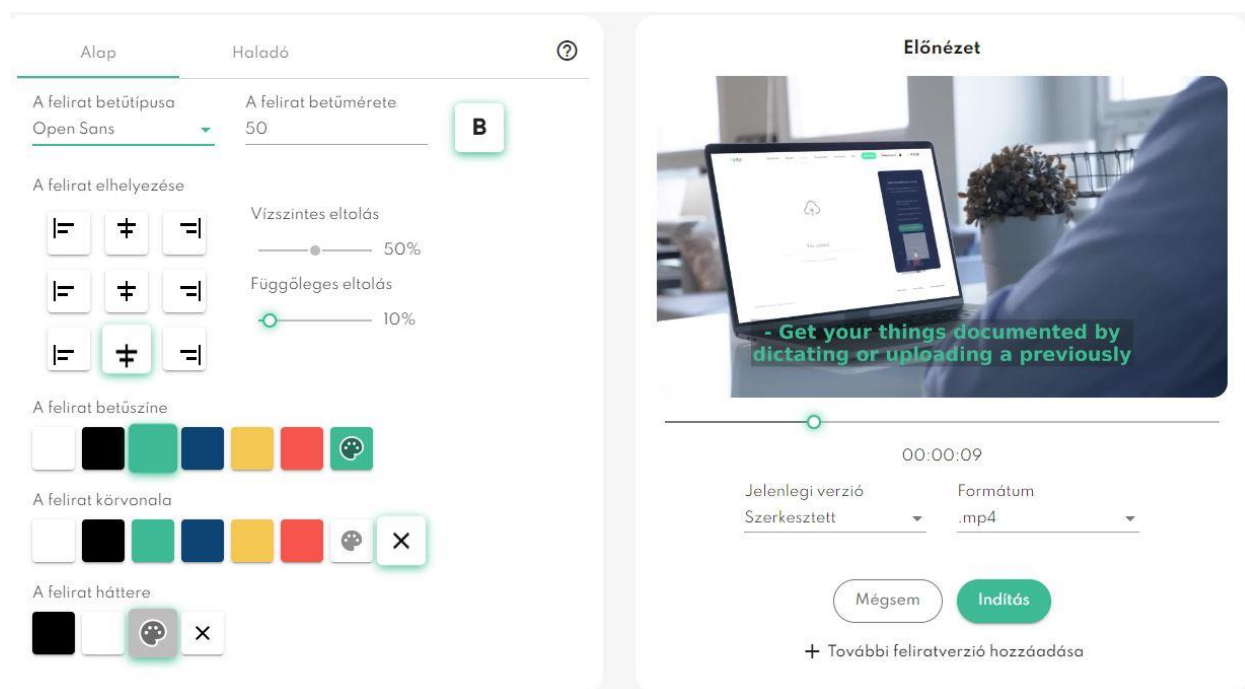 Alap
Haladó
A felirat betűtípusa
Open Sans
A felirat betűmérete
50
B
A felirat elhelyezése
Vízszintes eltolás
50%
Függőleges eltolás
10%
A felirat betűszíne
A felirat körvonala
A felirat háttere
Előnézet
- Get your things documented by
dictating or uploading a previously
00:00:09
Jelenlegi verzió
Szerkesztett
Formátum
.mp4
Mégsem
Indítás
+ További feliratverzió hozzáadása